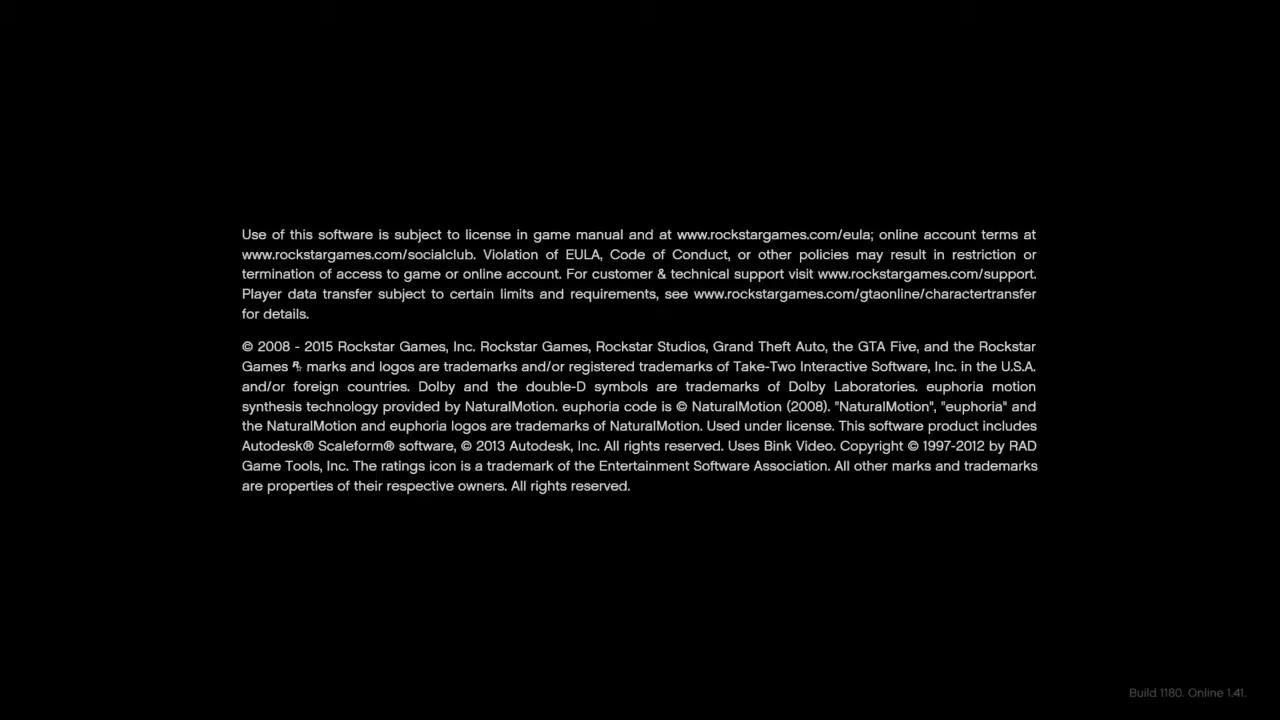 Use of this software is subject to license in game manual and at www.rockstargames.com/eula; online account terms at
www.rockstargames.com/socialclub. Violation of EULA, Code of Conduct, or other policies may result in restriction or
termination of access to game or online account. For customer & technical support visit www.rockstargames.com/support.
Player data transfer subject to certain limits and requirements, see www.rockstargames.com/gtaonline/charactertransfer
for details.
© 2008 - 2015 Rockstar Games, Inc. Rockstar Games, Rockstar Studios, Grand Theft Auto, the GTA Five, and the Rockstar
Games R* marks and logos are trademarks and/or registered trademarks of Take-Two Interactive Software, Inc. in the U.S.A.
and/or foreign countries. Dolby and the double-D symbols are trademarks of Dolby Laboratories. euphoria motion
synthesis technology provided by NaturalMotion. euphoria code is © NaturalMotion (2008). "NaturalMotion", "euphoria" and
the NaturalMotion and euphoria logos are trademarks of NaturalMotion. Used under license. This software product includes
Autodesk® Scaleform® software, © 2013 Autodesk, Inc. All rights reserved. Uses Bink Video. Copyright © 1997-2012 by RAD
Game Tools, Inc. The ratings icon is a trademark of the Entertainment Software Association. All other marks and trademarks
are properties of their respective owners. All rights reserved.
Build 1180. Online 1.41.